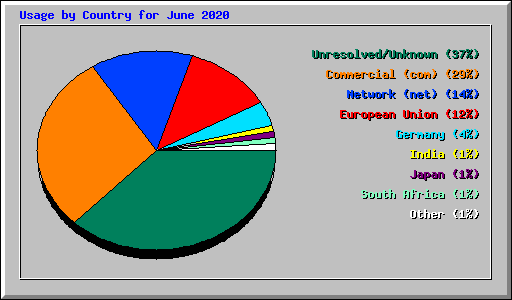 Usage by Country for June 2020
Unresolved/Unknown (37%)
Commercial (com) (29%)
Network (net) (14%)
European Union (12%)
Germany (4%)
India (1%)
Japan (1%)
South Africa (1%)
Other (1%)